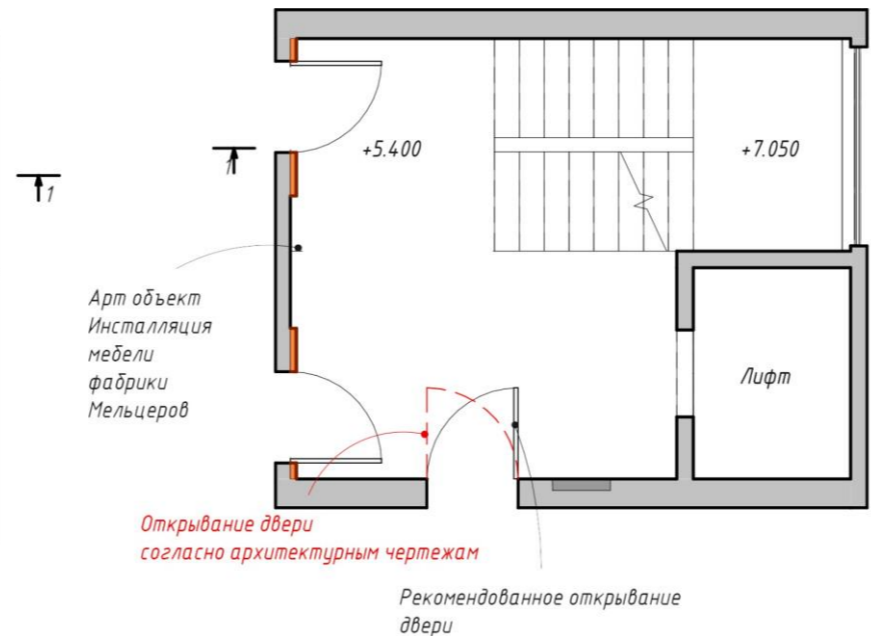 +5.400
+7.050
1
1
Арт объект
Инсталляция
мебели
фабрики
Мельцеров
Лифт
Открывание двери
согласно архитектурным чертежам
Рекомендованное открывание
двери